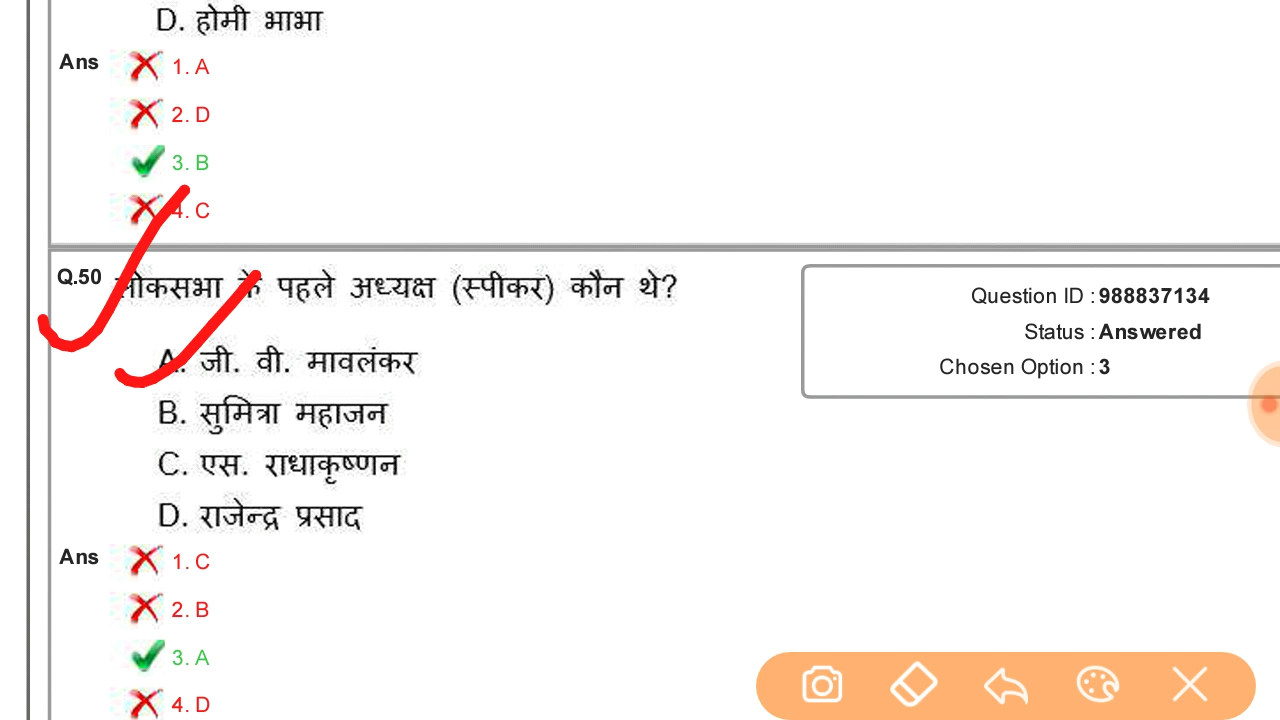 D. होमी भाभा
Ans
1. A
2. D
3. B
4. C
Q.50 लोकसभा के पहले अध्यक्ष (स्पीकर) कौन थे?
A. जी. वी. मावलंकर
B. सुमित्रा महाजन
C. एस. राधाकृष्णन
D. राजेन्द्र प्रसाद
Ans
1. C
2. B
3. A
4. D
Question ID : 988837134
Status : Answered
Chosen Option : 3